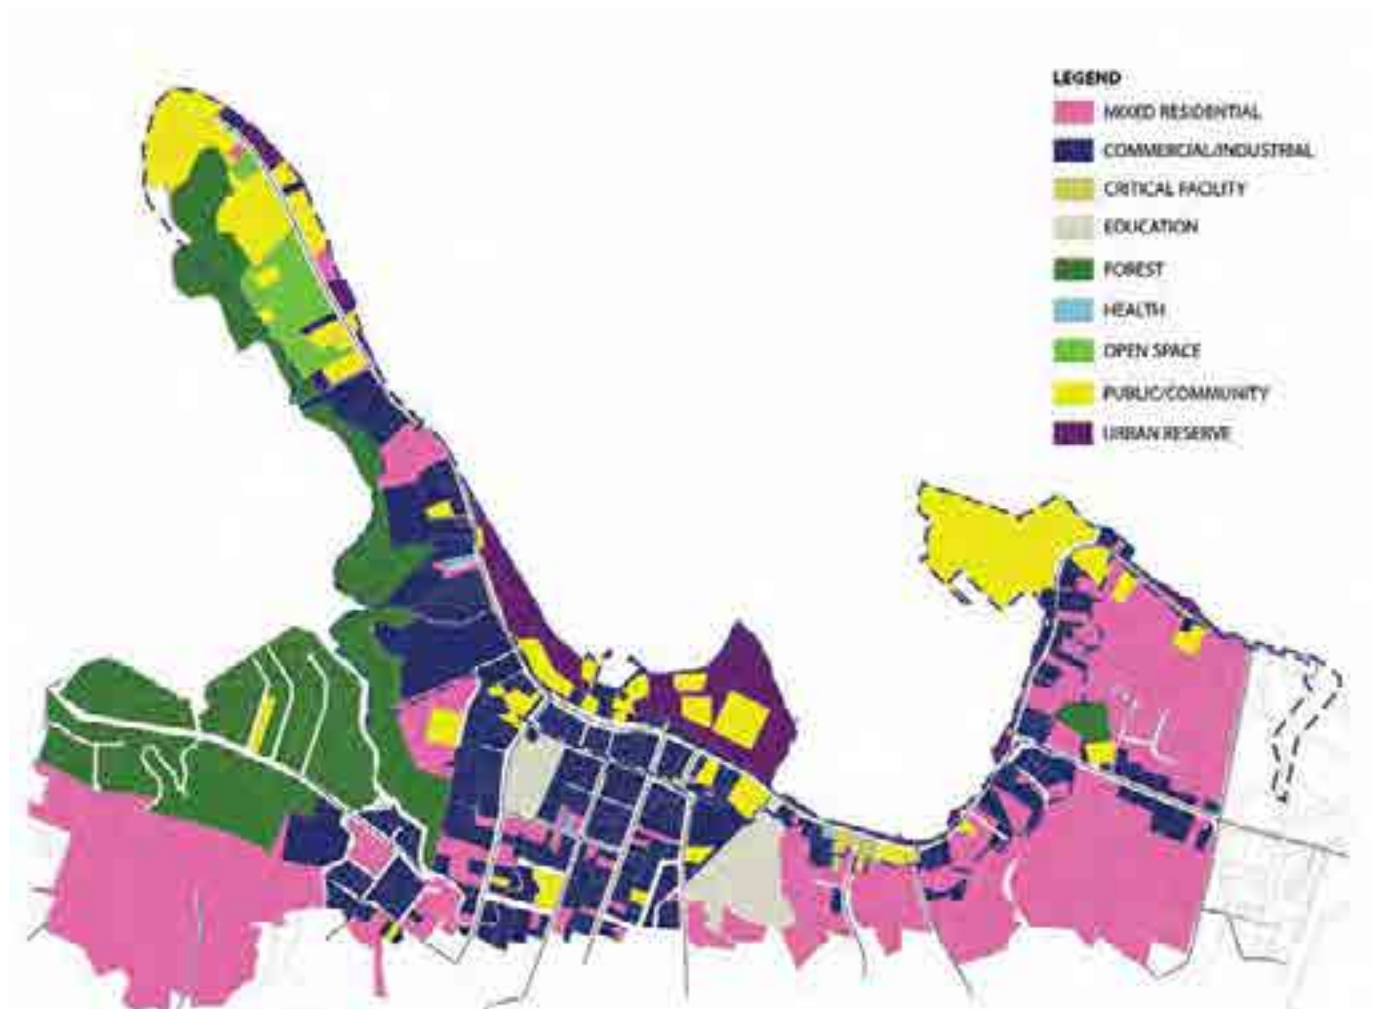 LEGEND
MIXED RESIDENTIAL
COMMERCIAL/INDUSTRIAL
CRITICAL FACILITY
EDUCATION
FOREST
HEALTH
OPEN SPACE
PUBLIC/COMMUNITY
URBAN RESERVE